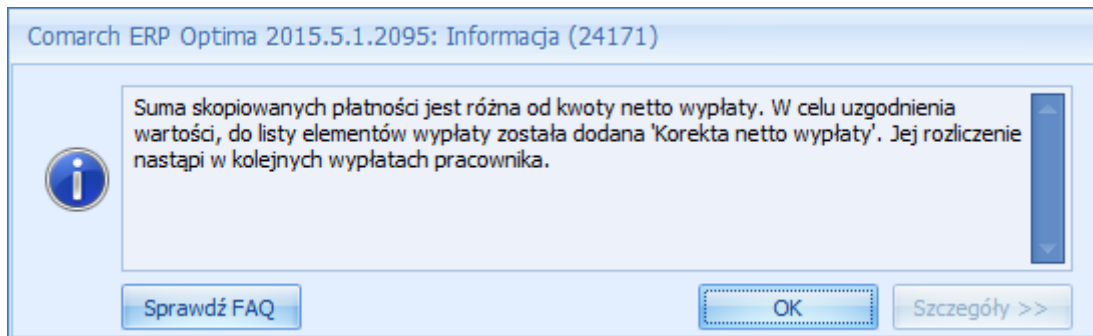 Comarch ERP Optima 2015.5.1.2095: Informacja (24171)
Suma skopiowanych płatności jest różna od kwoty netto wypłaty. W celu uzgodnienia
wartości, do listy elementów wypłaty została dodana 'Korekta netto wypłaty'. Jej rozliczenie
nastąpi w kolejnych wypłatach pracownika.
Sprawdź FAQ
OK
Szczegóły >>